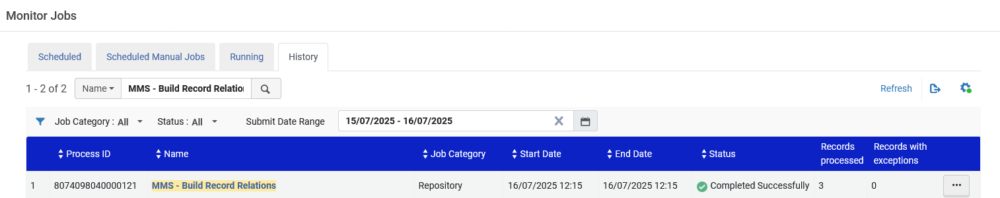 Monitor Jobs
Scheduled Scheduled Manual Jobs Running History
1 - 2 of 2 Name MMS - Build Record Relatio Refresh
Job Category : All Status : All Submit Date Range 15/07/2025 - 16/07/2025
Process ID Name Job Category Start Date End Date Status Records processed Records with exceptions
1 8074098040000121 MMS - Build Record Relations Repository 16/07/2025 12:15 16/07/2025 12:15 Completed Successfully 3 0